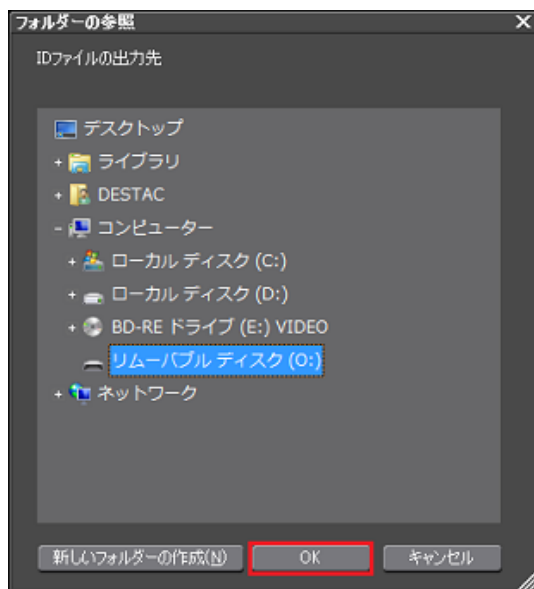 フォルダーの参照
IDファイルの出力先
デスクトップ
ライブラリ
DESTAC
コンピューター
ローカル ディスク (C:)
ローカル ディスク (D:)
BD-RE ドライブ (E:) VIDEO
リムーバブル ディスク (O:)
ネットワーク
新しいフォルダーの作成(N) OK キャンセル